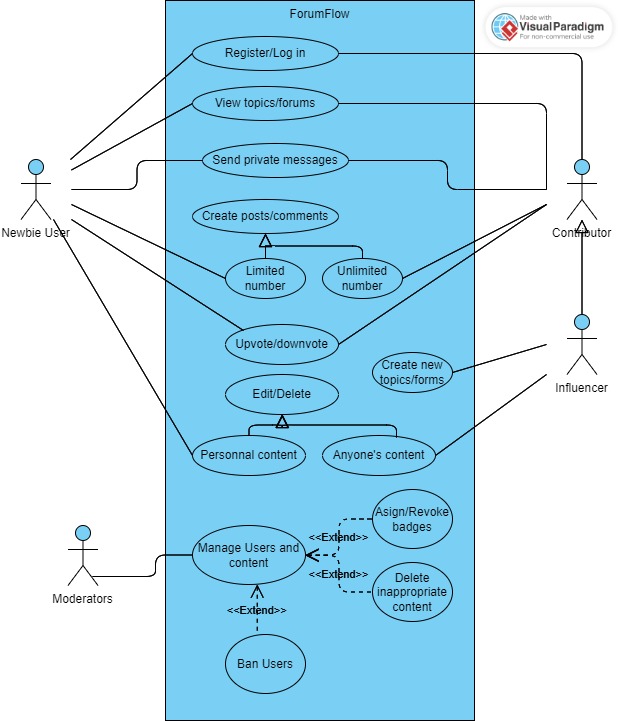 ForumFlow
Made with
VisualParadigm
For non-commercial use
Register/Log in
View topics/forums
Send private messages
Newbie User
Create posts/comments
Contributor
Limited
number
Unlimited
number
Upvote/downvote
Create new
topics/forms
Influencer
Edit/Delete
Personnal content
Anyone's content
Asign/Revoke
badges
<<Extend>>
Manage Users and
content
<<Extend>>
Delete
inappropriate
content
Moderators
<<Extend>>
Ban Users